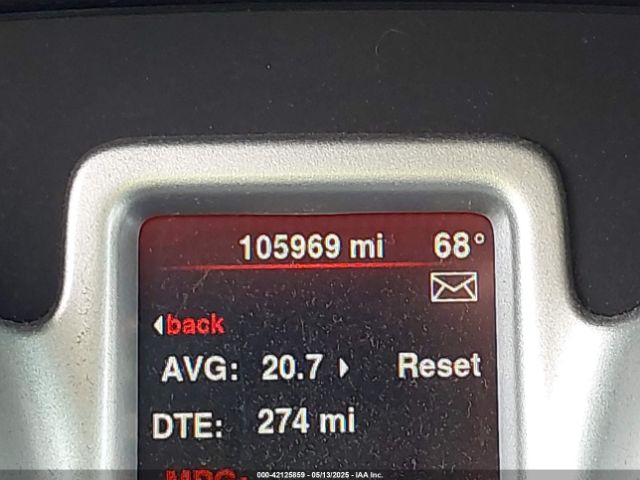 105969 mi 68°
back
AVG: 20.7 Reset
DTE: 274 mi
000-42125859 - 05/13/2025 - IAA Inc.